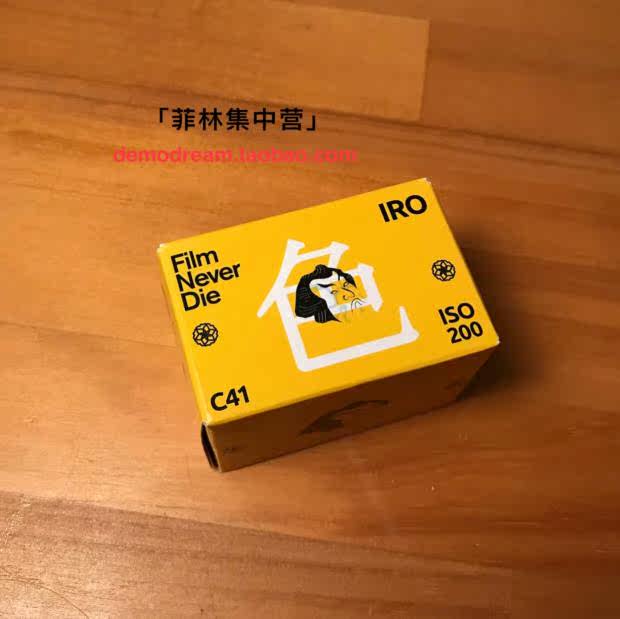 「菲林集中营」
demodream.taobao.com
IRO
Film
Never
Die
色
ISO
200
C41